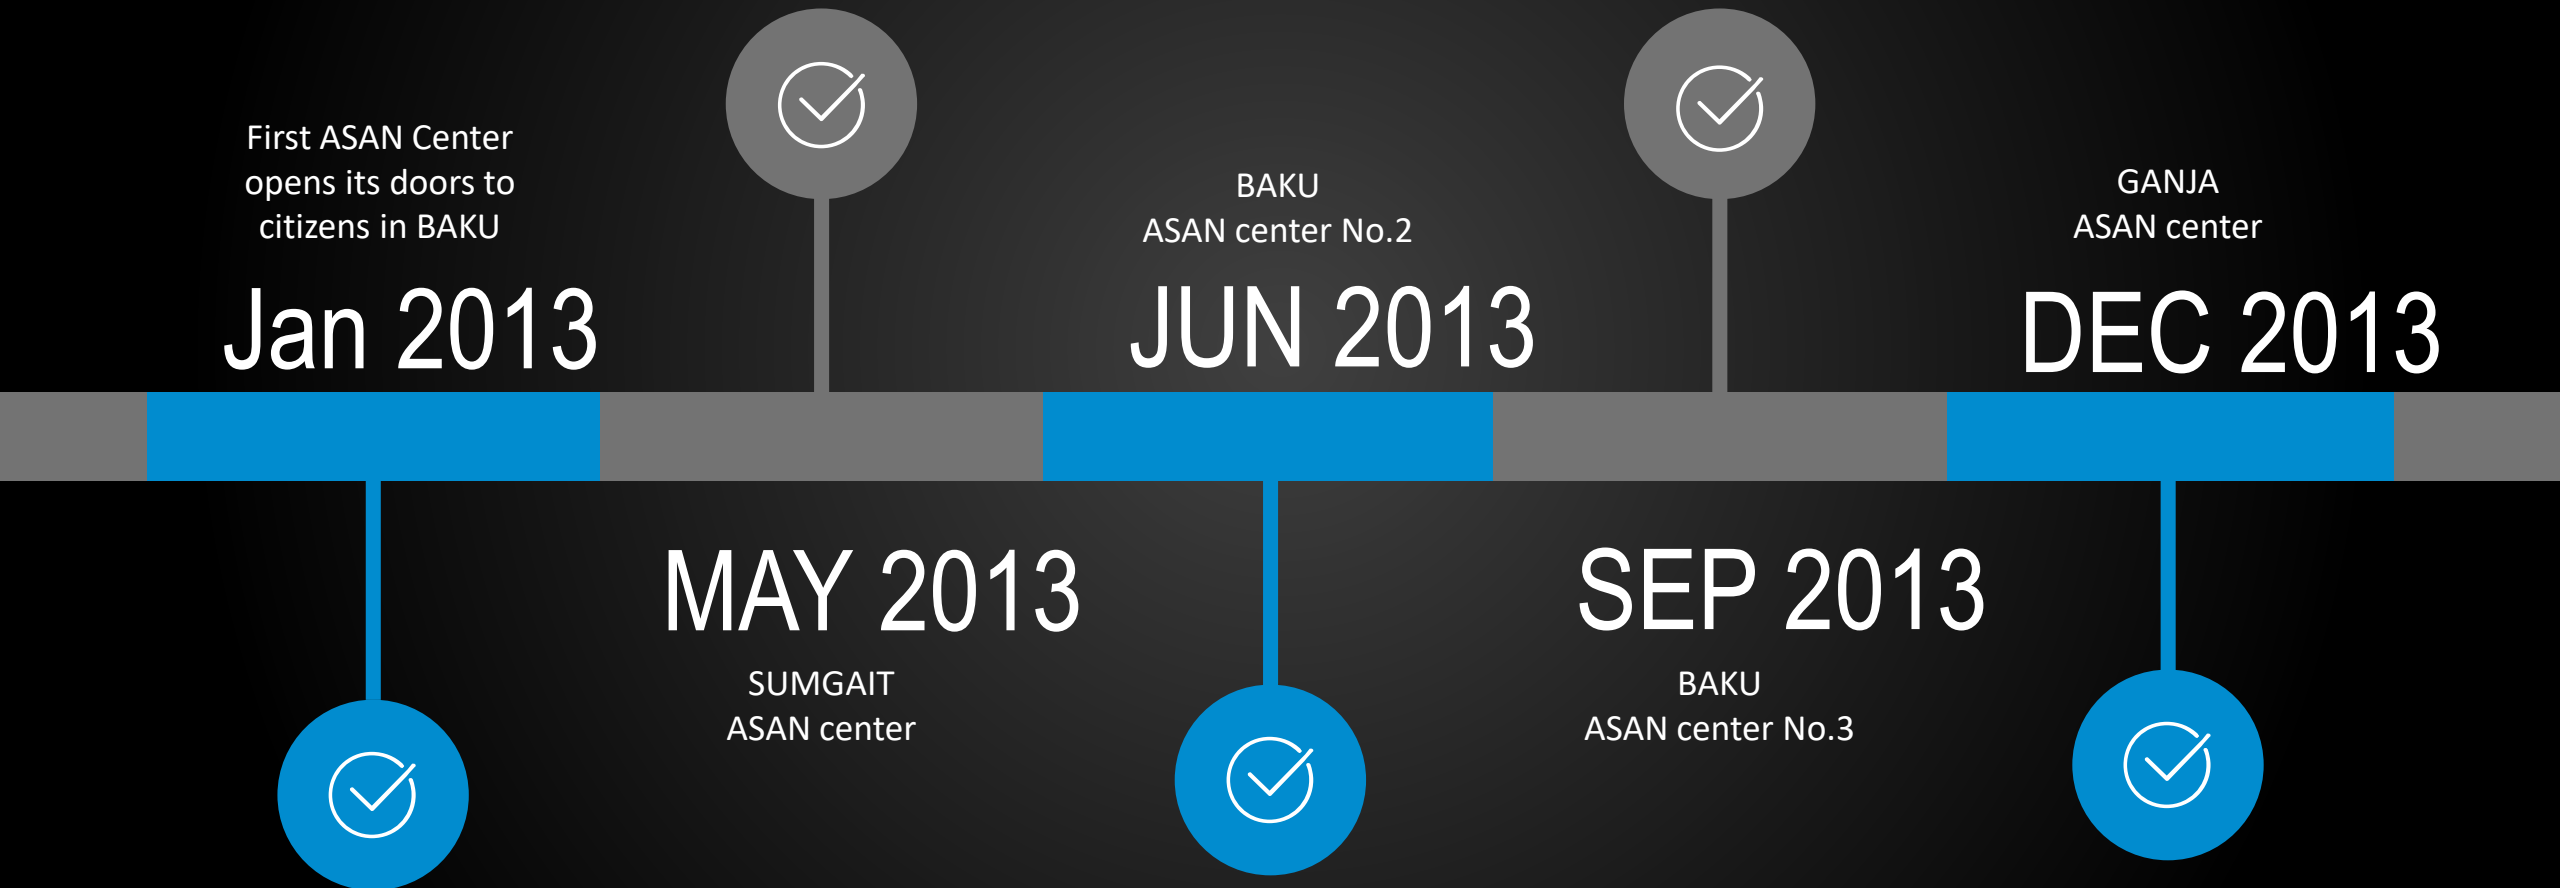 First ASAN Center
opens its doors to
citizens in BAKU
Jan 2013
MAY 2013
SUMGAIT
ASAN center
BAKU
ASAN center No.2
JUN 2013
SEP 2013
BAKU
ASAN center No.3
GANJA
ASAN center
DEC 2013